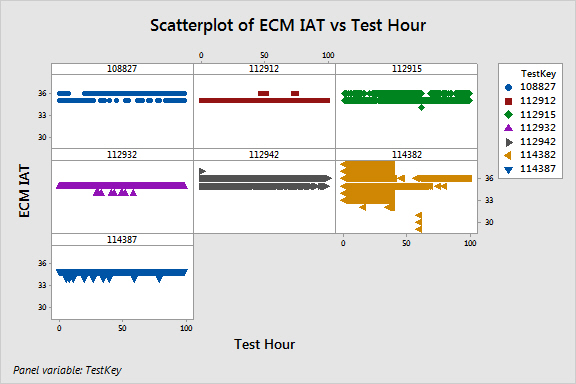 Scatterplot of ECM IAT vs Test Hour
0 50 100
108827 112912 112915
36
33
30
112932 112942 114382
36
33
30
114387
0 50 100
36
33
30
0 50 100
ECM IAT
Test Hour
TestKey
108827
112912
112915
112932
112942
114382
114387
Panel variable: TestKey